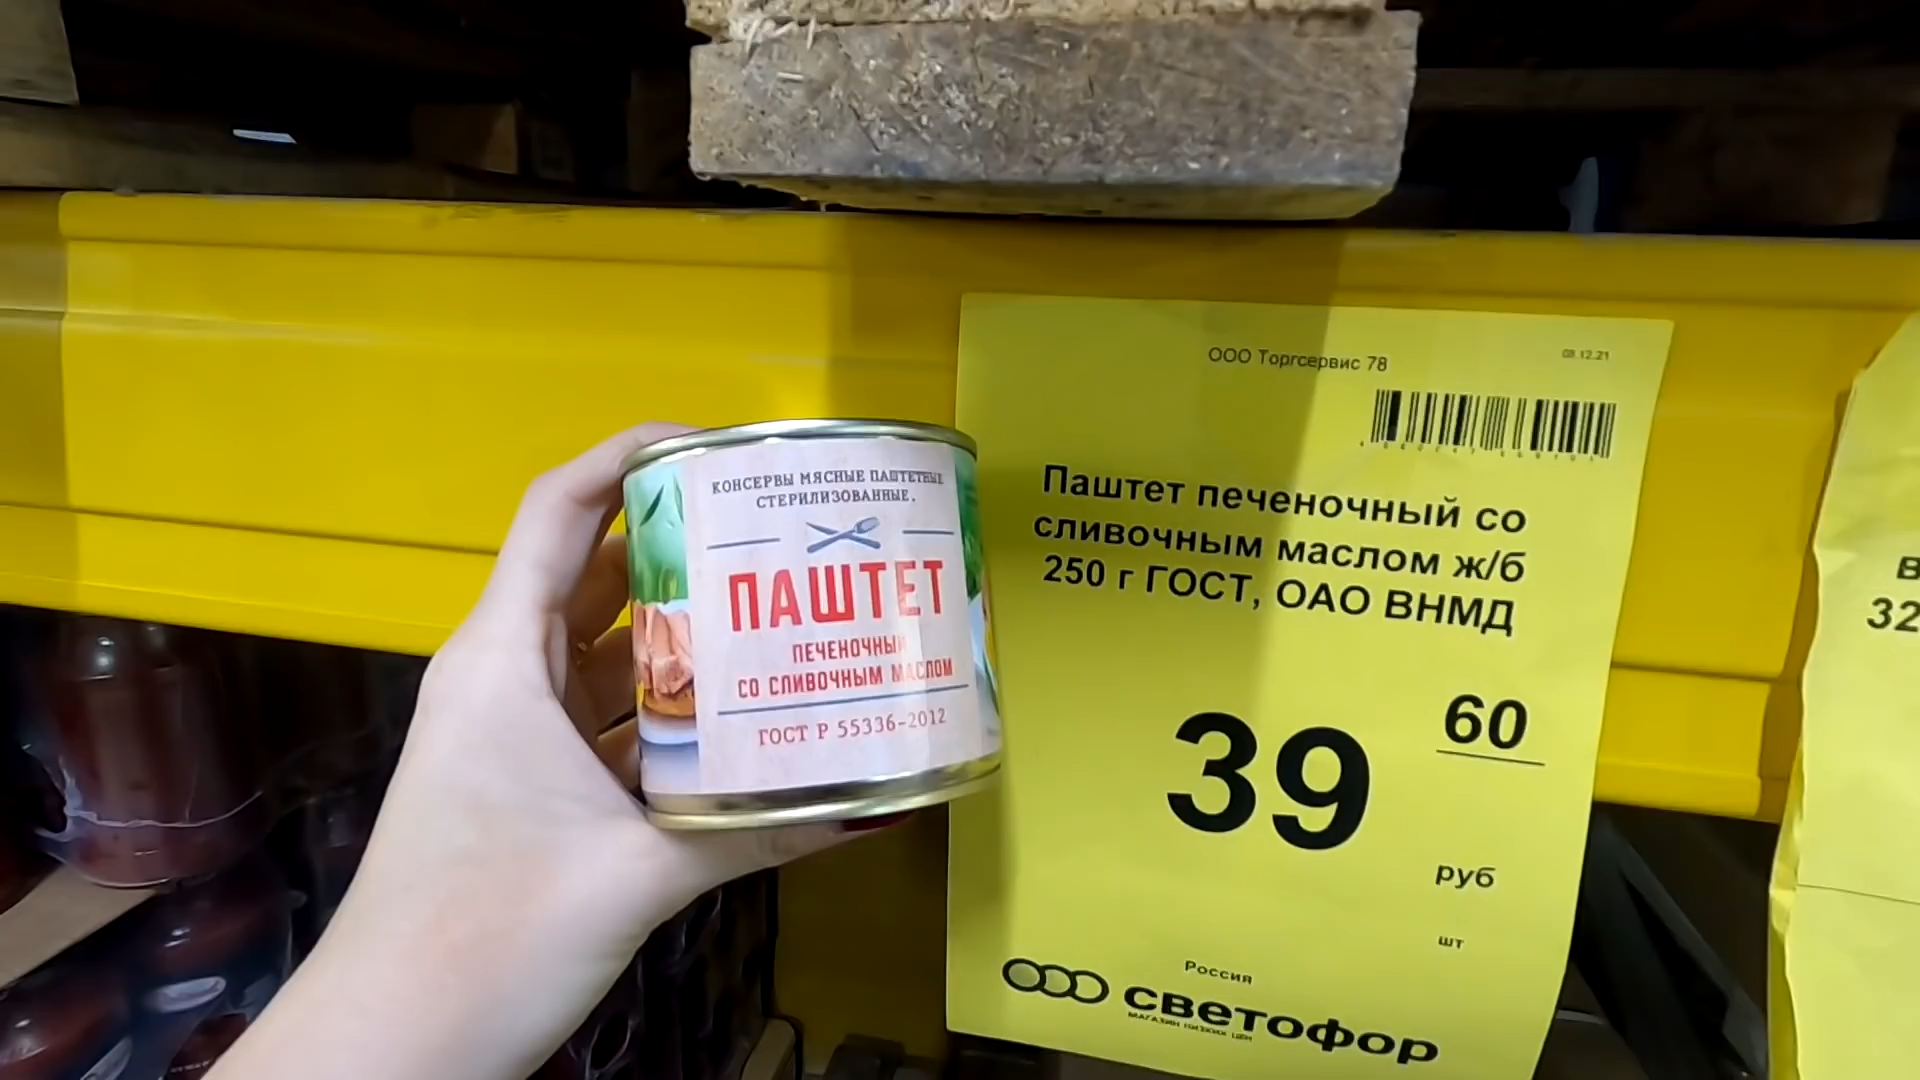 КОНСЕРВЫ МЯСНЫЕ ПАШТЕТНЫЕ
СТЕРИЛИЗОВАННЫЕ.
ПАШТЕТ
ПЕЧЕНОЧНЫЙ
СО СЛИВОЧНЫМ МАСЛОМ
ГОСТ Р 55336-2012
ООО Торгсервис 78
08.12.21
Паштет печеночный со
сливочным маслом ж/б
250 г ГОСТ, ОАО ВНМД
39
60
руб
шт
Россия
светофор
МАГАЗИН НИЗКИХ ЦЕН
в
32